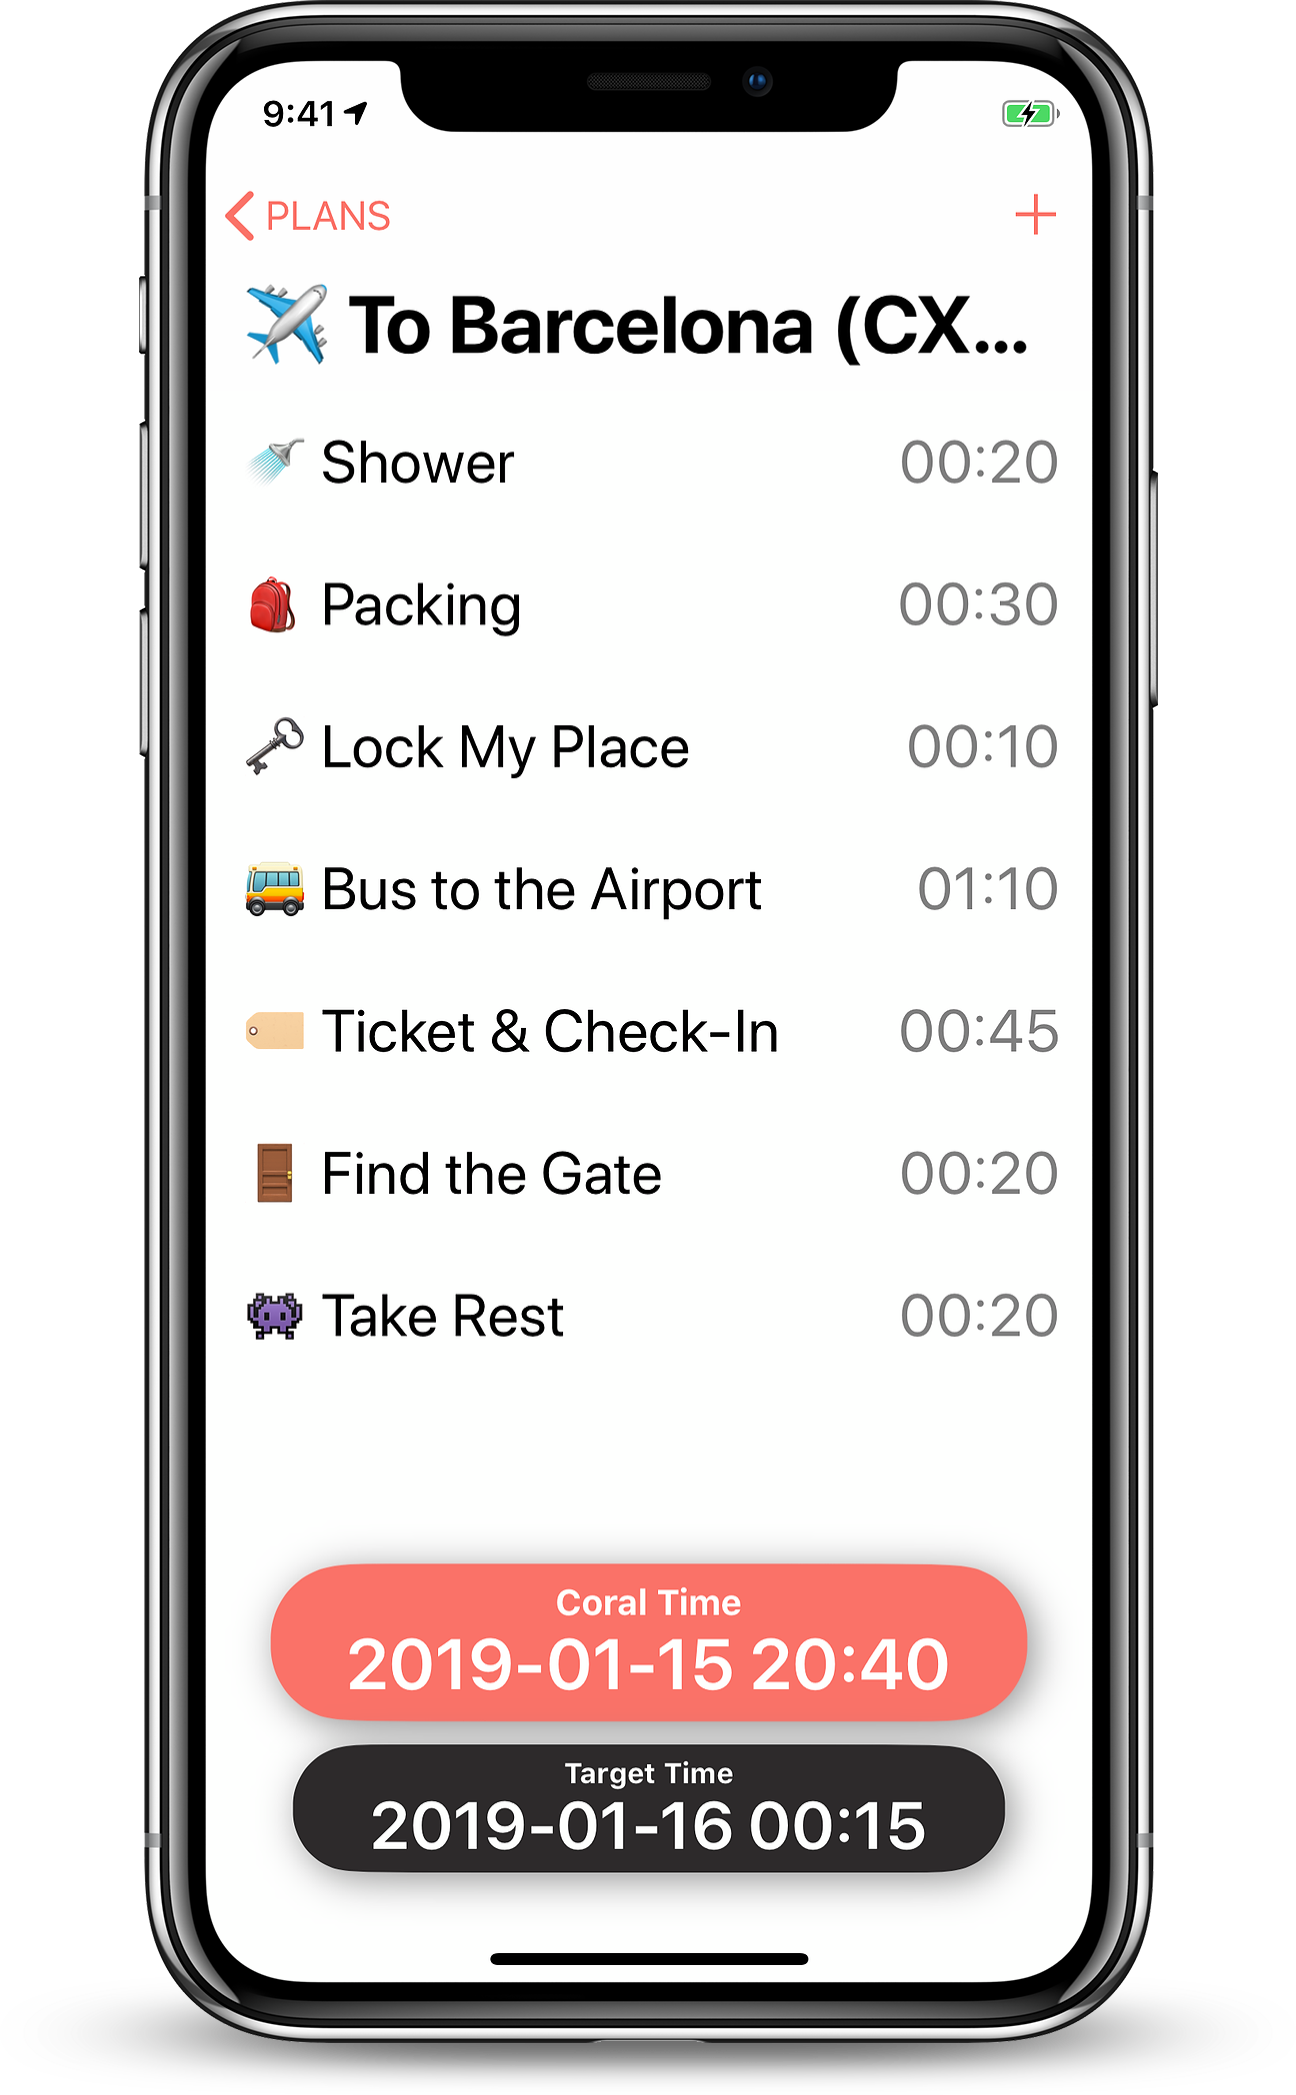 9:41
PLANS
To Barcelona (CX...
Shower 00:20
Packing 00:30
Lock My Place 00:10
Bus to the Airport 01:10
Ticket & Check-In 00:45
Find the Gate 00:20
Take Rest 00:20
Coral Time
2019-01-15 20:40
Target Time
2019-01-16 00:15